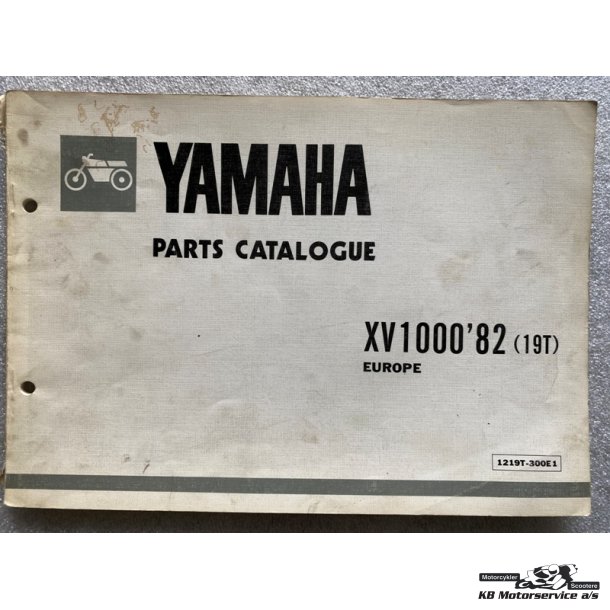 YAMAHA
PARTS CATALOGUE
XV1000'82 (19T)
EUROPE
1219T-300E1
Motorcykler
Scootere
KB Motorservice a/s